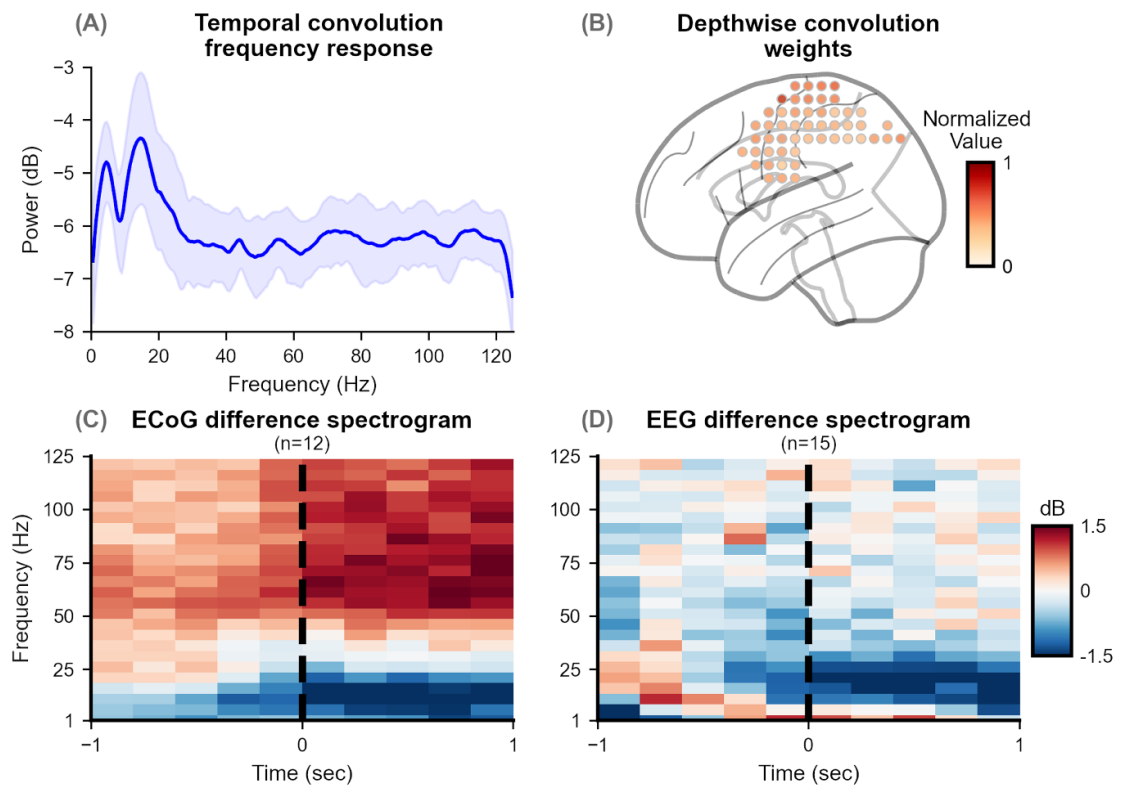 (A)
Temporal convolution
frequency response
−3
−4
−5
−6
−7
−8
Power (dB)
0
20
40
60
80
100
120
Frequency (Hz)
(B)
Depthwise convolution
weights
Normalized
Value
1
0
(C)
ECoG difference spectrogram
(n=12)
125
100
75
50
25
1
Frequency (Hz)
−1
0
1
Time (sec)
(D)
EEG difference spectrogram
(n=15)
125
100
75
50
25
1
−1
0
1
Time (sec)
dB
1.5
0
-1.5